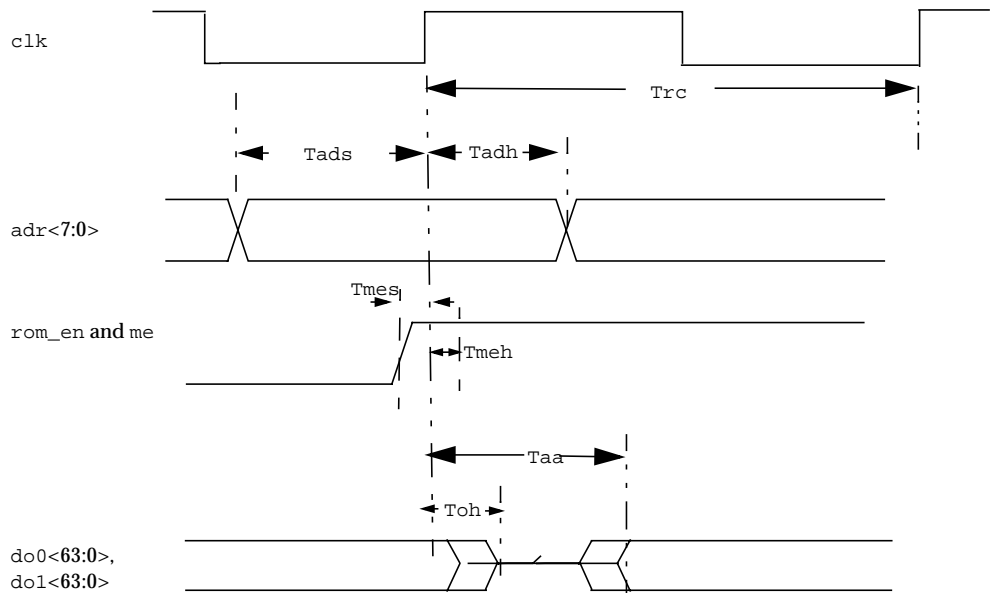 clk
Trc
Tads
Tadh
adr<7:0>
Tmes
rom_en and me
Tmeh
Taa
Toh
do0<63:0>,
do1<63:0>